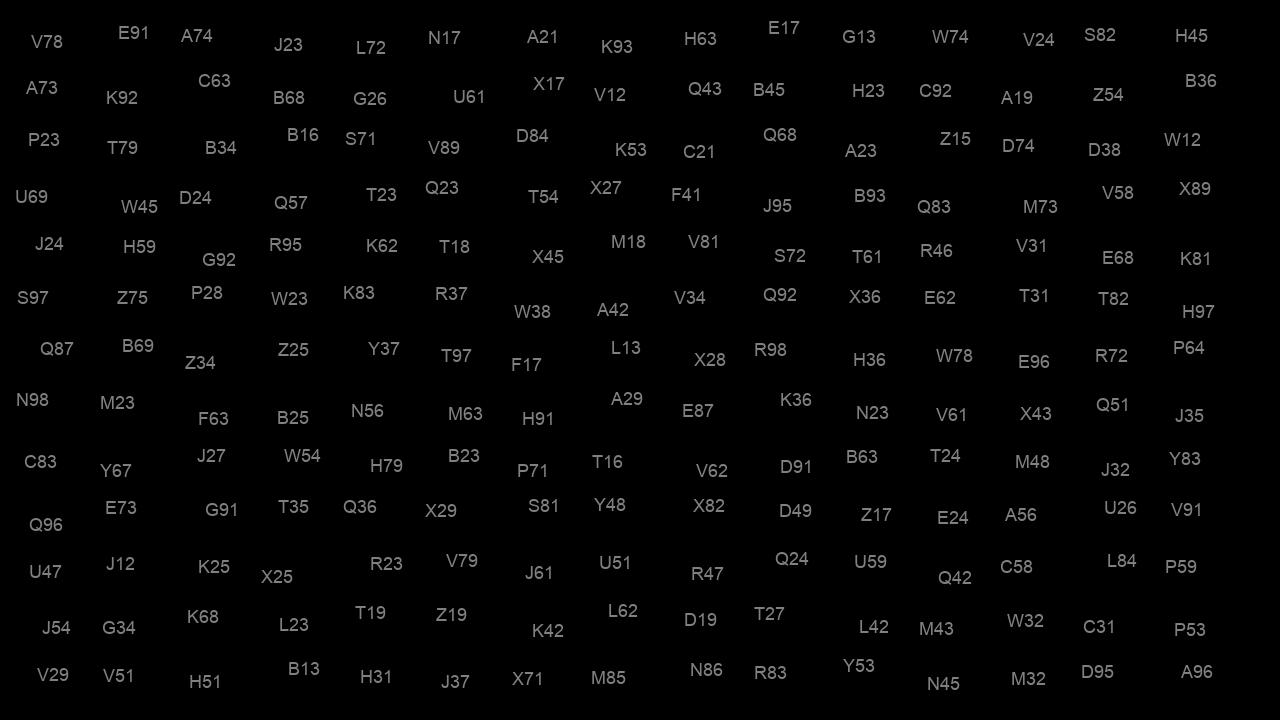 V78 E91 A74 J23 L72 N17 A21 K93 H63 E17 G13 W74 V24 S82 H45
A73 K92 C63 B68 G26 U61 X17 V12 Q43 B45 H23 C92 A19 Z54 B36
P23 T79 B34 B16 S71 V89 D84 K53 C21 Q68 A23 Z15 D74 D38 W12
U69 W45 D24 Q57 T23 Q23 T54 X27 F41 J95 B93 Q83 M73 V58 X89
J24 H59 G92 R95 K62 T18 X45 M18 V81 S72 T61 R46 V31 E68 K81
S97 Z75 P28 W23 K83 R37 W38 A42 V34 Q92 X36 E62 T31 T82 H97
Q87 B69 Z34 Z25 Y37 T97 F17 L13 X28 R98 H36 W78 E96 R72 P64
N98 M23 F63 B25 N56 M63 H91 A29 E87 K36 N23 V61 X43 Q51 J35
C83 Y67 J27 W54 H79 B23 P71 T16 V62 D91 B63 T24 M48 J32 Y83
Q96 E73 G91 T35 Q36 X29 S81 Y48 X82 D49 Z17 E24 A56 U26 V91
U47 J12 K25 X25 R23 V79 J61 U51 R47 Q24 U59 Q42 C58 L84 P59
J54 G34 K68 L23 T19 Z19 K42 L62 D19 T27 L42 M43 W32 C31 P53
V29 V51 H51 B13 H31 J37 X71 M85 N86 R83 Y53 N45 M32 D95 A96